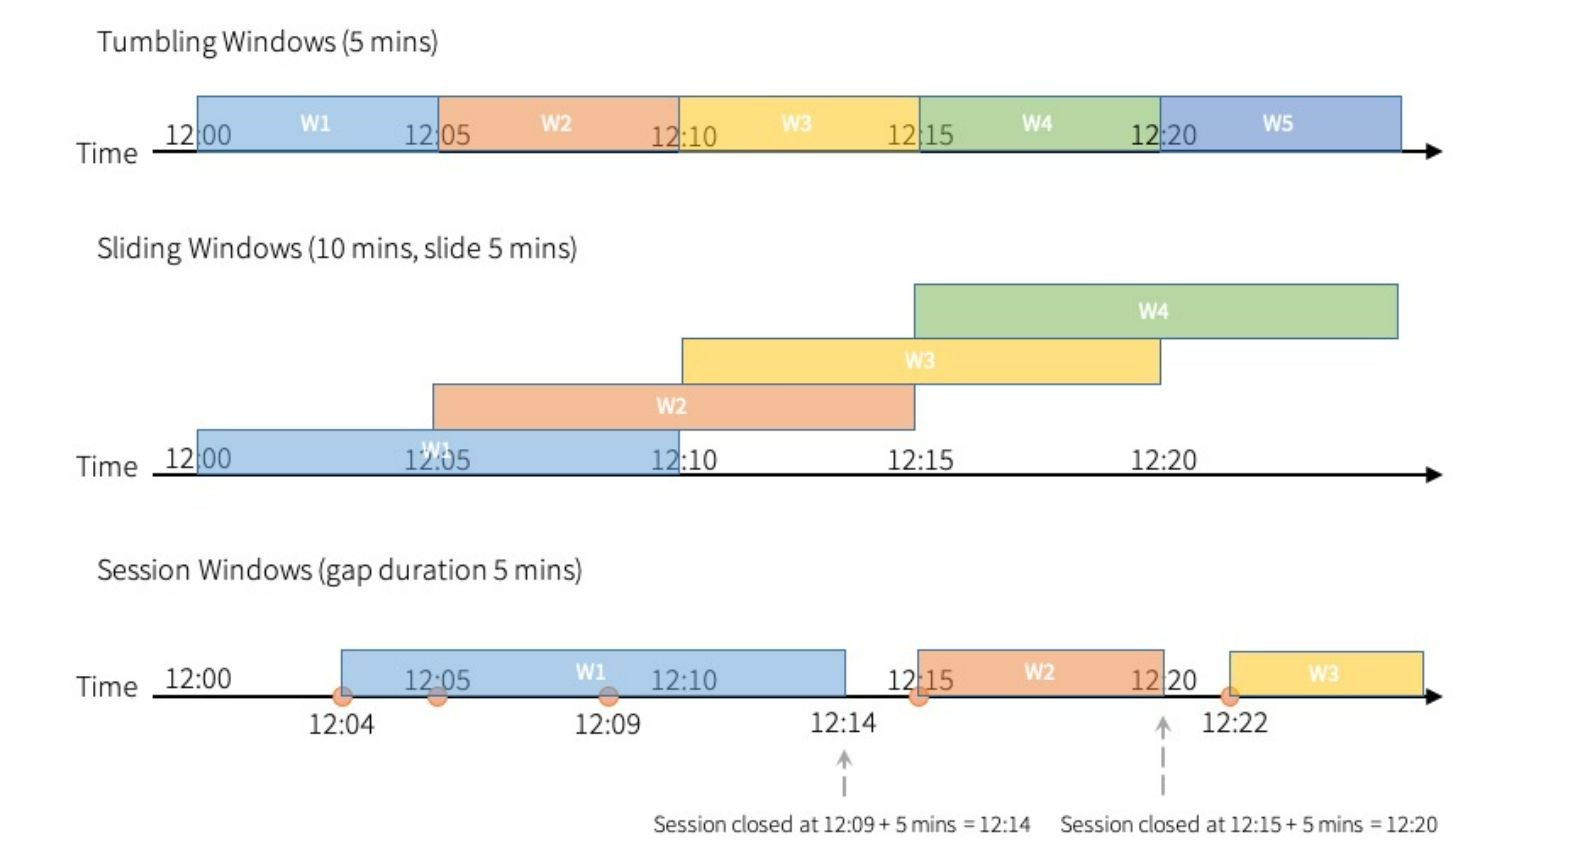 Tumbling Windows (5 mins)
W1 W2 W3 W4 W5
12:00 12:05 12:10 12:15 12:20
Time
Sliding Windows (10 mins, slide 5 mins)
W4
W3
W2
W1
12:00 12:05 12:10 12:15 12:20
Time
Session Windows (gap duration 5 mins)
W1 W2 W3
12:00 12:05 12:10 12:15 12:20
Time
12:04 12:09 12:14 12:22
Session closed at 12:09 + 5 mins = 12:14 Session closed at 12:15 + 5 mins = 12:20